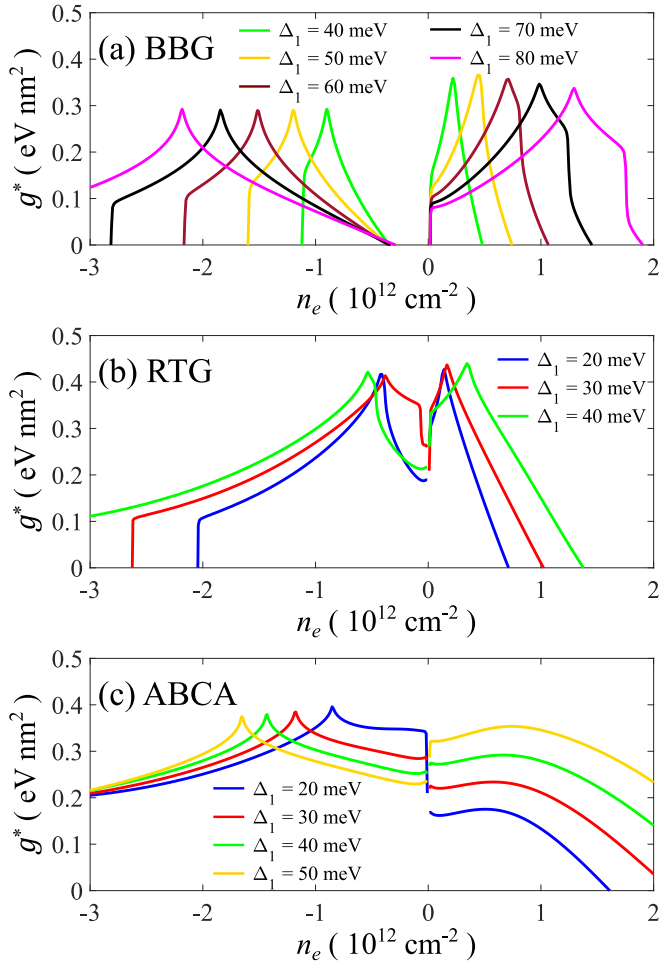 (a) BBG
Δ₁ = 40 meV
Δ₁ = 50 meV
Δ₁ = 60 meV
Δ₁ = 70 meV
Δ₁ = 80 meV
g* ( eV nm²)
0.5
0.4
0.3
0.2
0.1
0
-3 -2 -1 0 1 2
nₑ ( 10¹² cm⁻²)
(b) RTG
Δ₁ = 20 meV
Δ₁ = 30 meV
Δ₁ = 40 meV
g* ( eV nm²)
0.5
0.4
0.3
0.2
0.1
0
-3 -2 -1 0 1 2
nₑ ( 10¹² cm⁻²)
(c) ABCA
Δ₁ = 20 meV
Δ₁ = 30 meV
Δ₁ = 40 meV
Δ₁ = 50 meV
g* ( eV nm²)
0.5
0.4
0.3
0.2
0.1
0
-3 -2 -1 0 1 2
nₑ ( 10¹² cm⁻²)